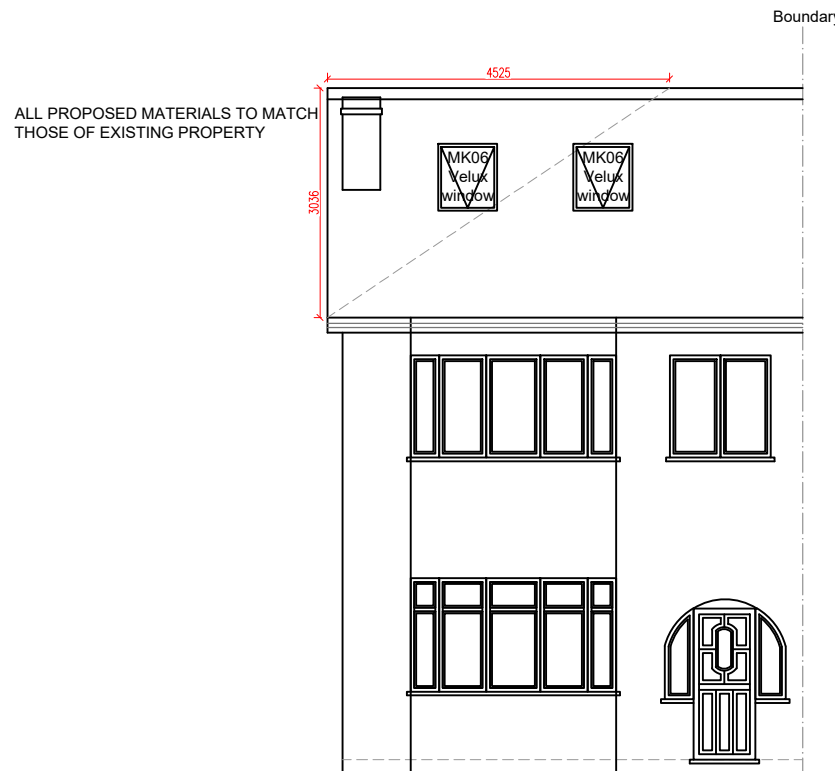 Boundary
4525
ALL PROPOSED MATERIALS TO MATCH
THOSE OF EXISTING PROPERTY
MK06
Velux
window
MK06
Velux
window
3036